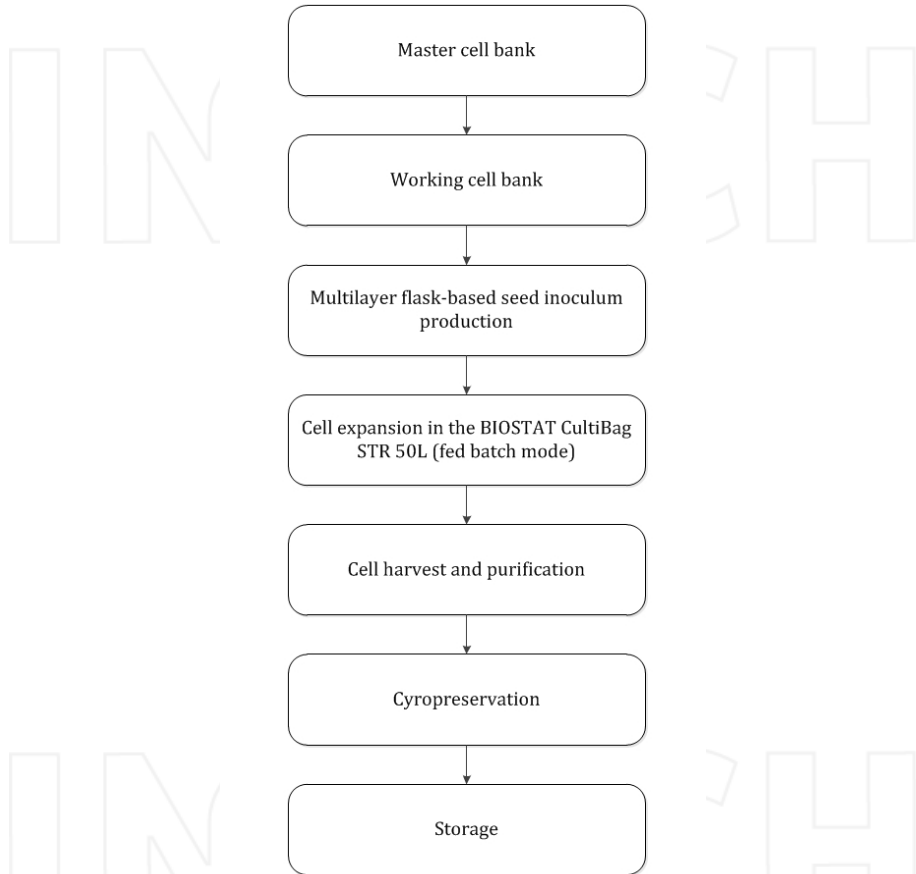 Master cell bank
Working cell bank
Multilayer flask-based seed inoculum
production
Cell expansion in the BIOSTAT CultiBag
STR 50L (fed batch mode)
Cell harvest and purification
Cyropreservation
Storage